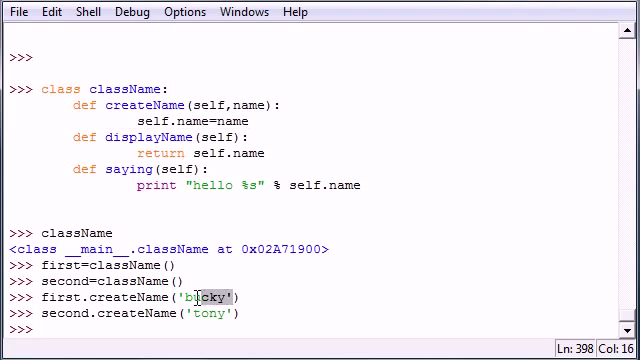 File Edit Shell Debug Options Windows Help
>>>
>>> class className:
        def createName(self,name):
                self.name=name
        def displayName(self):
                return self.name
        def saying(self):
                print "hello %s" % self.name
>>> className
<class __main__.className at 0x02A71900>
>>> first=className()
>>> second=className()
>>> first.createName('bucky')
>>> second.createName('tony')
>>>
Ln: 398 Col: 16